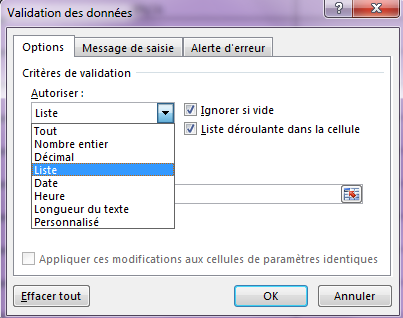 Validation des données
?
X
Options
Message de saisie
Alerte d'erreur
Critères de validation
Autoriser :
Liste
Ignorer si vide
Tout
Liste déroulante dans la cellule
Nombre entier
Décimal
Liste
Date
Heure
Longueur du texte
Personnalisé
Appliquer ces modifications aux cellules de paramètres identiques
Effacer tout
OK
Annuler